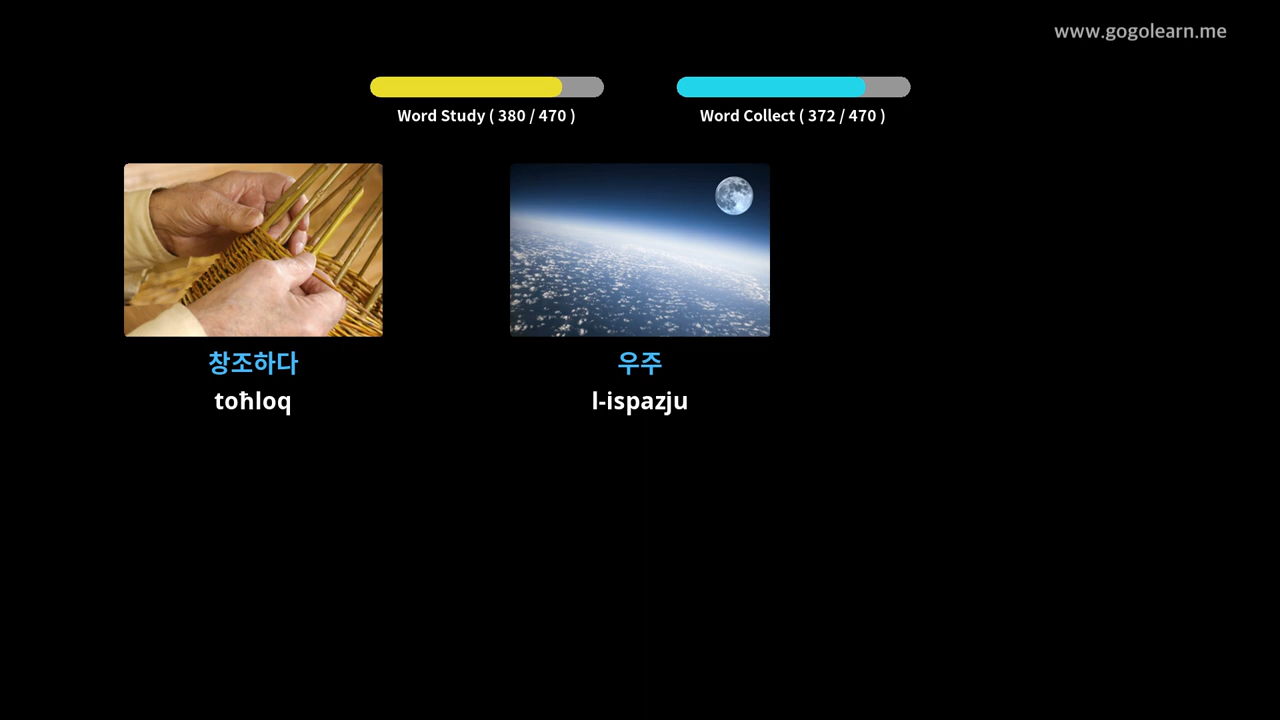 www.gogolearn.me
Word Study ( 380 / 470 )
Word Collect ( 372 / 470 )
창조하다
toħloq
우주
l-ispazju